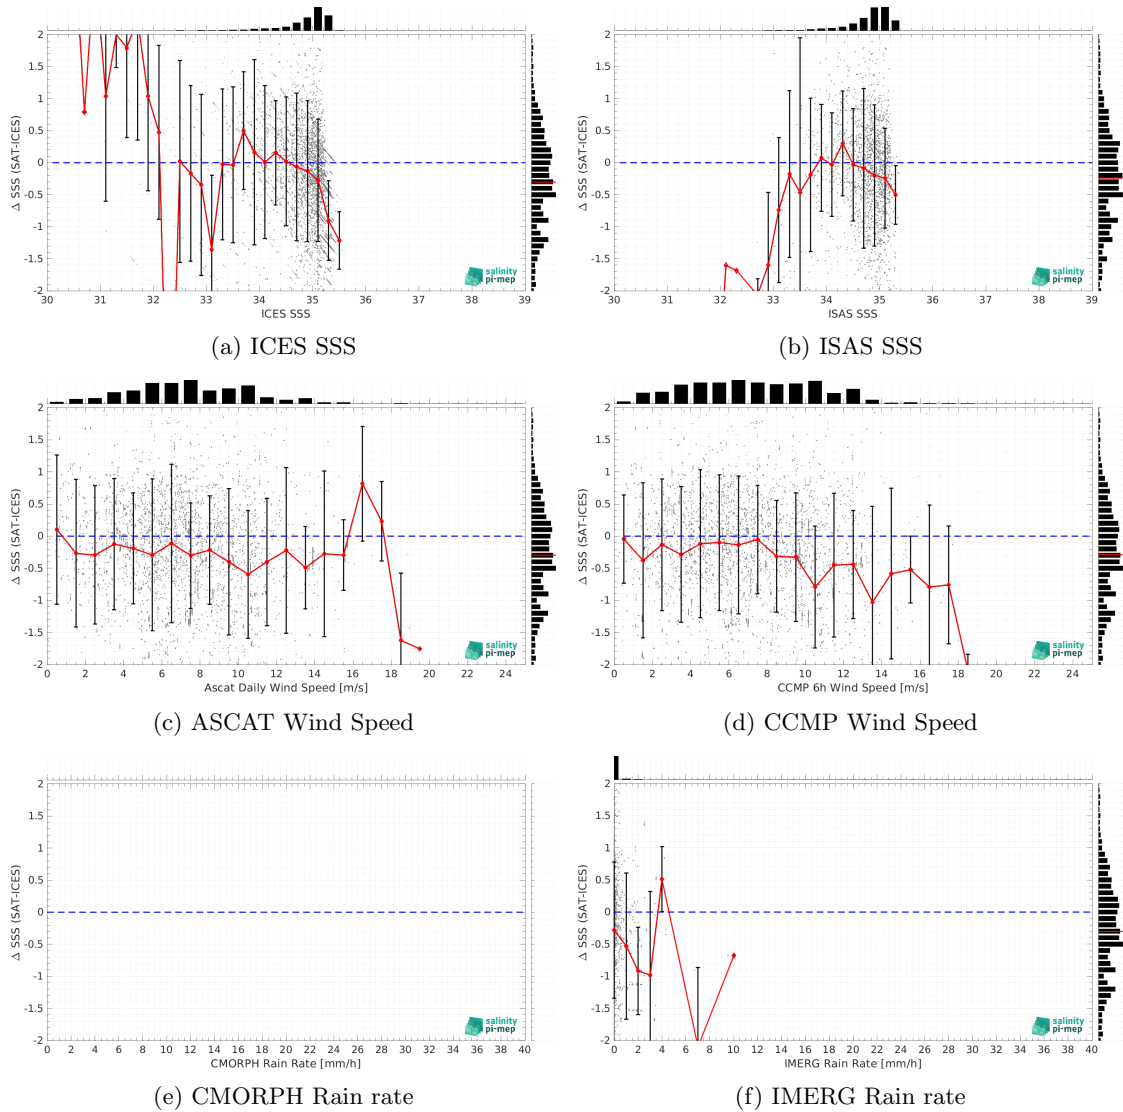 2
1.5
1
0.5
0
-0.5
-1
-1.5
-2
Δ SSS (SAT-ICES)
30 31 32 33 34 35 36 37 38 39
ICES SSS
salinity
pi-mep
(a) ICES SSS
2
1.5
1
0.5
0
-0.5
-1
-1.5
-2
Δ SSS (SAT-ICES)
30 31 32 33 34 35 36 37 38 39
ISAS SSS
salinity
pi-mep
(b) ISAS SSS
2
1.5
1
0.5
0
-0.5
-1
-1.5
-2
Δ SSS (SAT-ICES)
0 2 4 6 8 10 12 14 16 18 20 22 24
Ascat Daily Wind Speed [m/s]
salinity
pi-mep
(c) ASCAT Wind Speed
2
1.5
1
0.5
0
-0.5
-1
-1.5
-2
Δ SSS (SAT-ICES)
0 2 4 6 8 10 12 14 16 18 20 22 24
CCMP 6h Wind Speed [m/s]
salinity
pi-mep
(d) CCMP Wind Speed
2
1.5
1
0.5
0
-0.5
-1
-1.5
-2
Δ SSS (SAT-ICES)
0 2 4 6 8 10 12 14 16 18 20 22 24 26 28 30 32 34 36 38 40
CMORPH Rain Rate [mm/h]
salinity
pi-mep
(e) CMORPH Rain rate
2
1.5
1
0.5
0
-0.5
-1
-1.5
-2
Δ SSS (SAT-ICES)
0 2 4 6 8 10 12 14 16 18 20 22 24 26 28 30 32 34 36 38 40
IMERG Rain Rate [mm/h]
salinity
pi-mep
(f) IMERG Rain rate